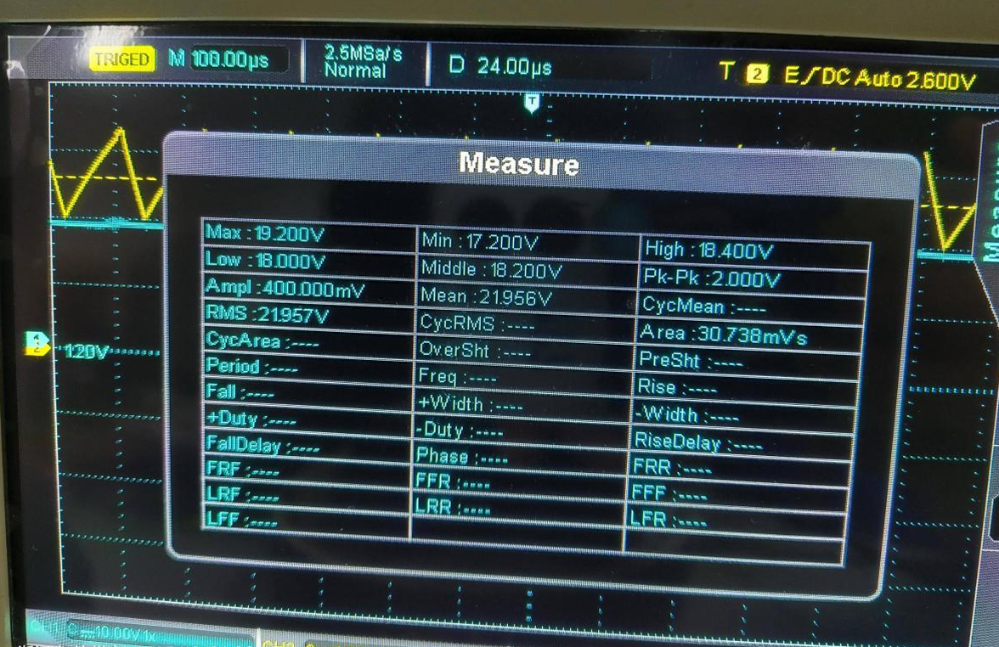 TRIGED M 100.00µs 2.5MSa/s Normal D 24.00µs T 2 E DC Auto 2.600V
T
Measure
Max :19.200V Min :17.200V High :18.400V
Low :18.000V Middle :18.200V Pk-Pk :2.000V
Ampl :400.000mV Mean :21.956V CycMean :----
RMS :21.957V CycRMS :---- Area :30.738mVs
CycArea :---- OverSht :---- PreSht :----
Period :---- Freq :---- Rise :----
Fall :---- +Width :---- -Width :----
+Duty :---- -Duty :---- RiseDelay :----
FallDelay :---- Phase :---- FRR :----
FRF :---- FFR :---- FFF :----
LRF :---- LRR :---- LFR :----
LFF :----
1 2 1.20V
CH1 10.00V 1x